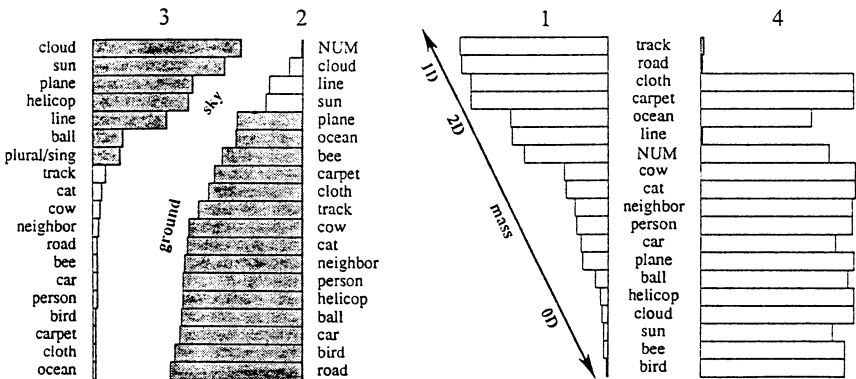 3
2
1
4
cloud
sun
plane
helicop
line
ball
plural/sing
track
cat
cow
neighbor
road
bee
car
person
bird
carpet
cloth
ocean
sky
ground
NUM
cloud
line
sun
plane
ocean
bee
carpet
cloth
track
cow
cat
neighbor
person
helicop
ball
car
bird
road
1D
2D
mass
0D
track
road
cloth
carpet
ocean
line
NUM
cow
cat
neighbor
person
car
plane
ball
helicop
cloud
sun
bee
bird